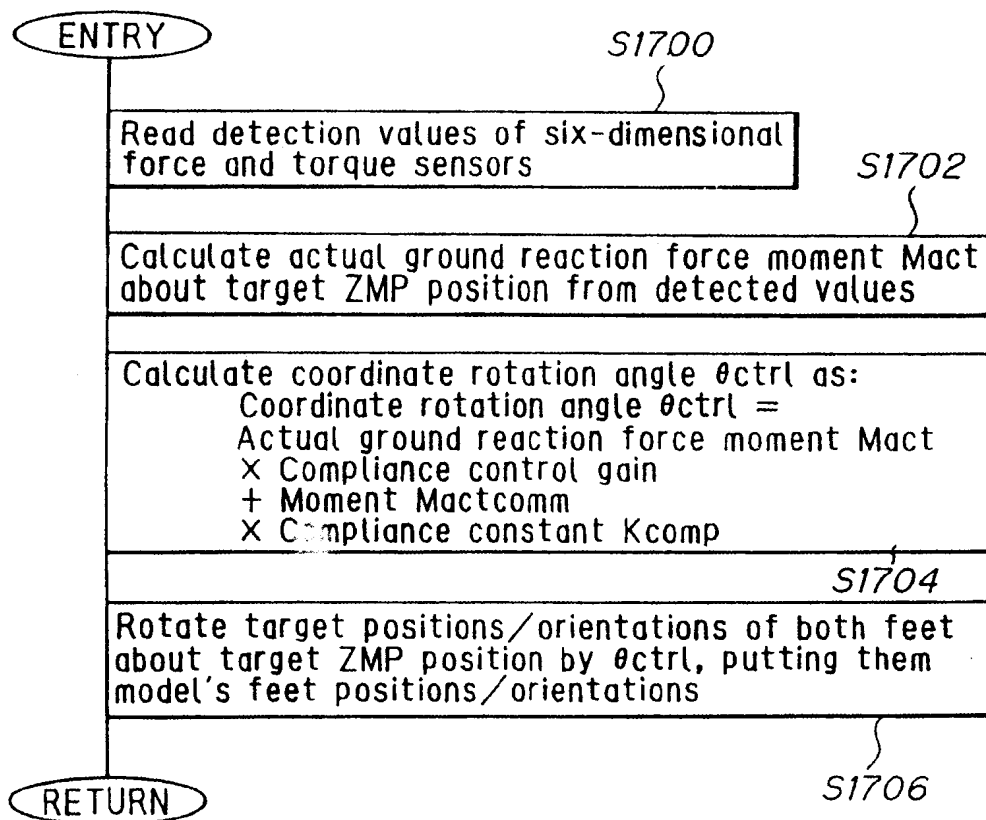 ENTRY
S1700
Read detection values of six-dimensional
force and torque sensors
S1702
Calculate actual ground reaction force moment Mact
about target ZMP position from detected values
Calculate coordinate rotation angle θctrl as:
Coordinate rotation angle θctrl =
Actual ground reaction force moment Mact
× Compliance control gain
+ Moment Mactcomm
× Compliance constant Kcomp
S1704
Rotate target positions/orientations of both feet
about target ZMP position by θctrl, putting them
model's feet positions/orientations
S1706
RETURN